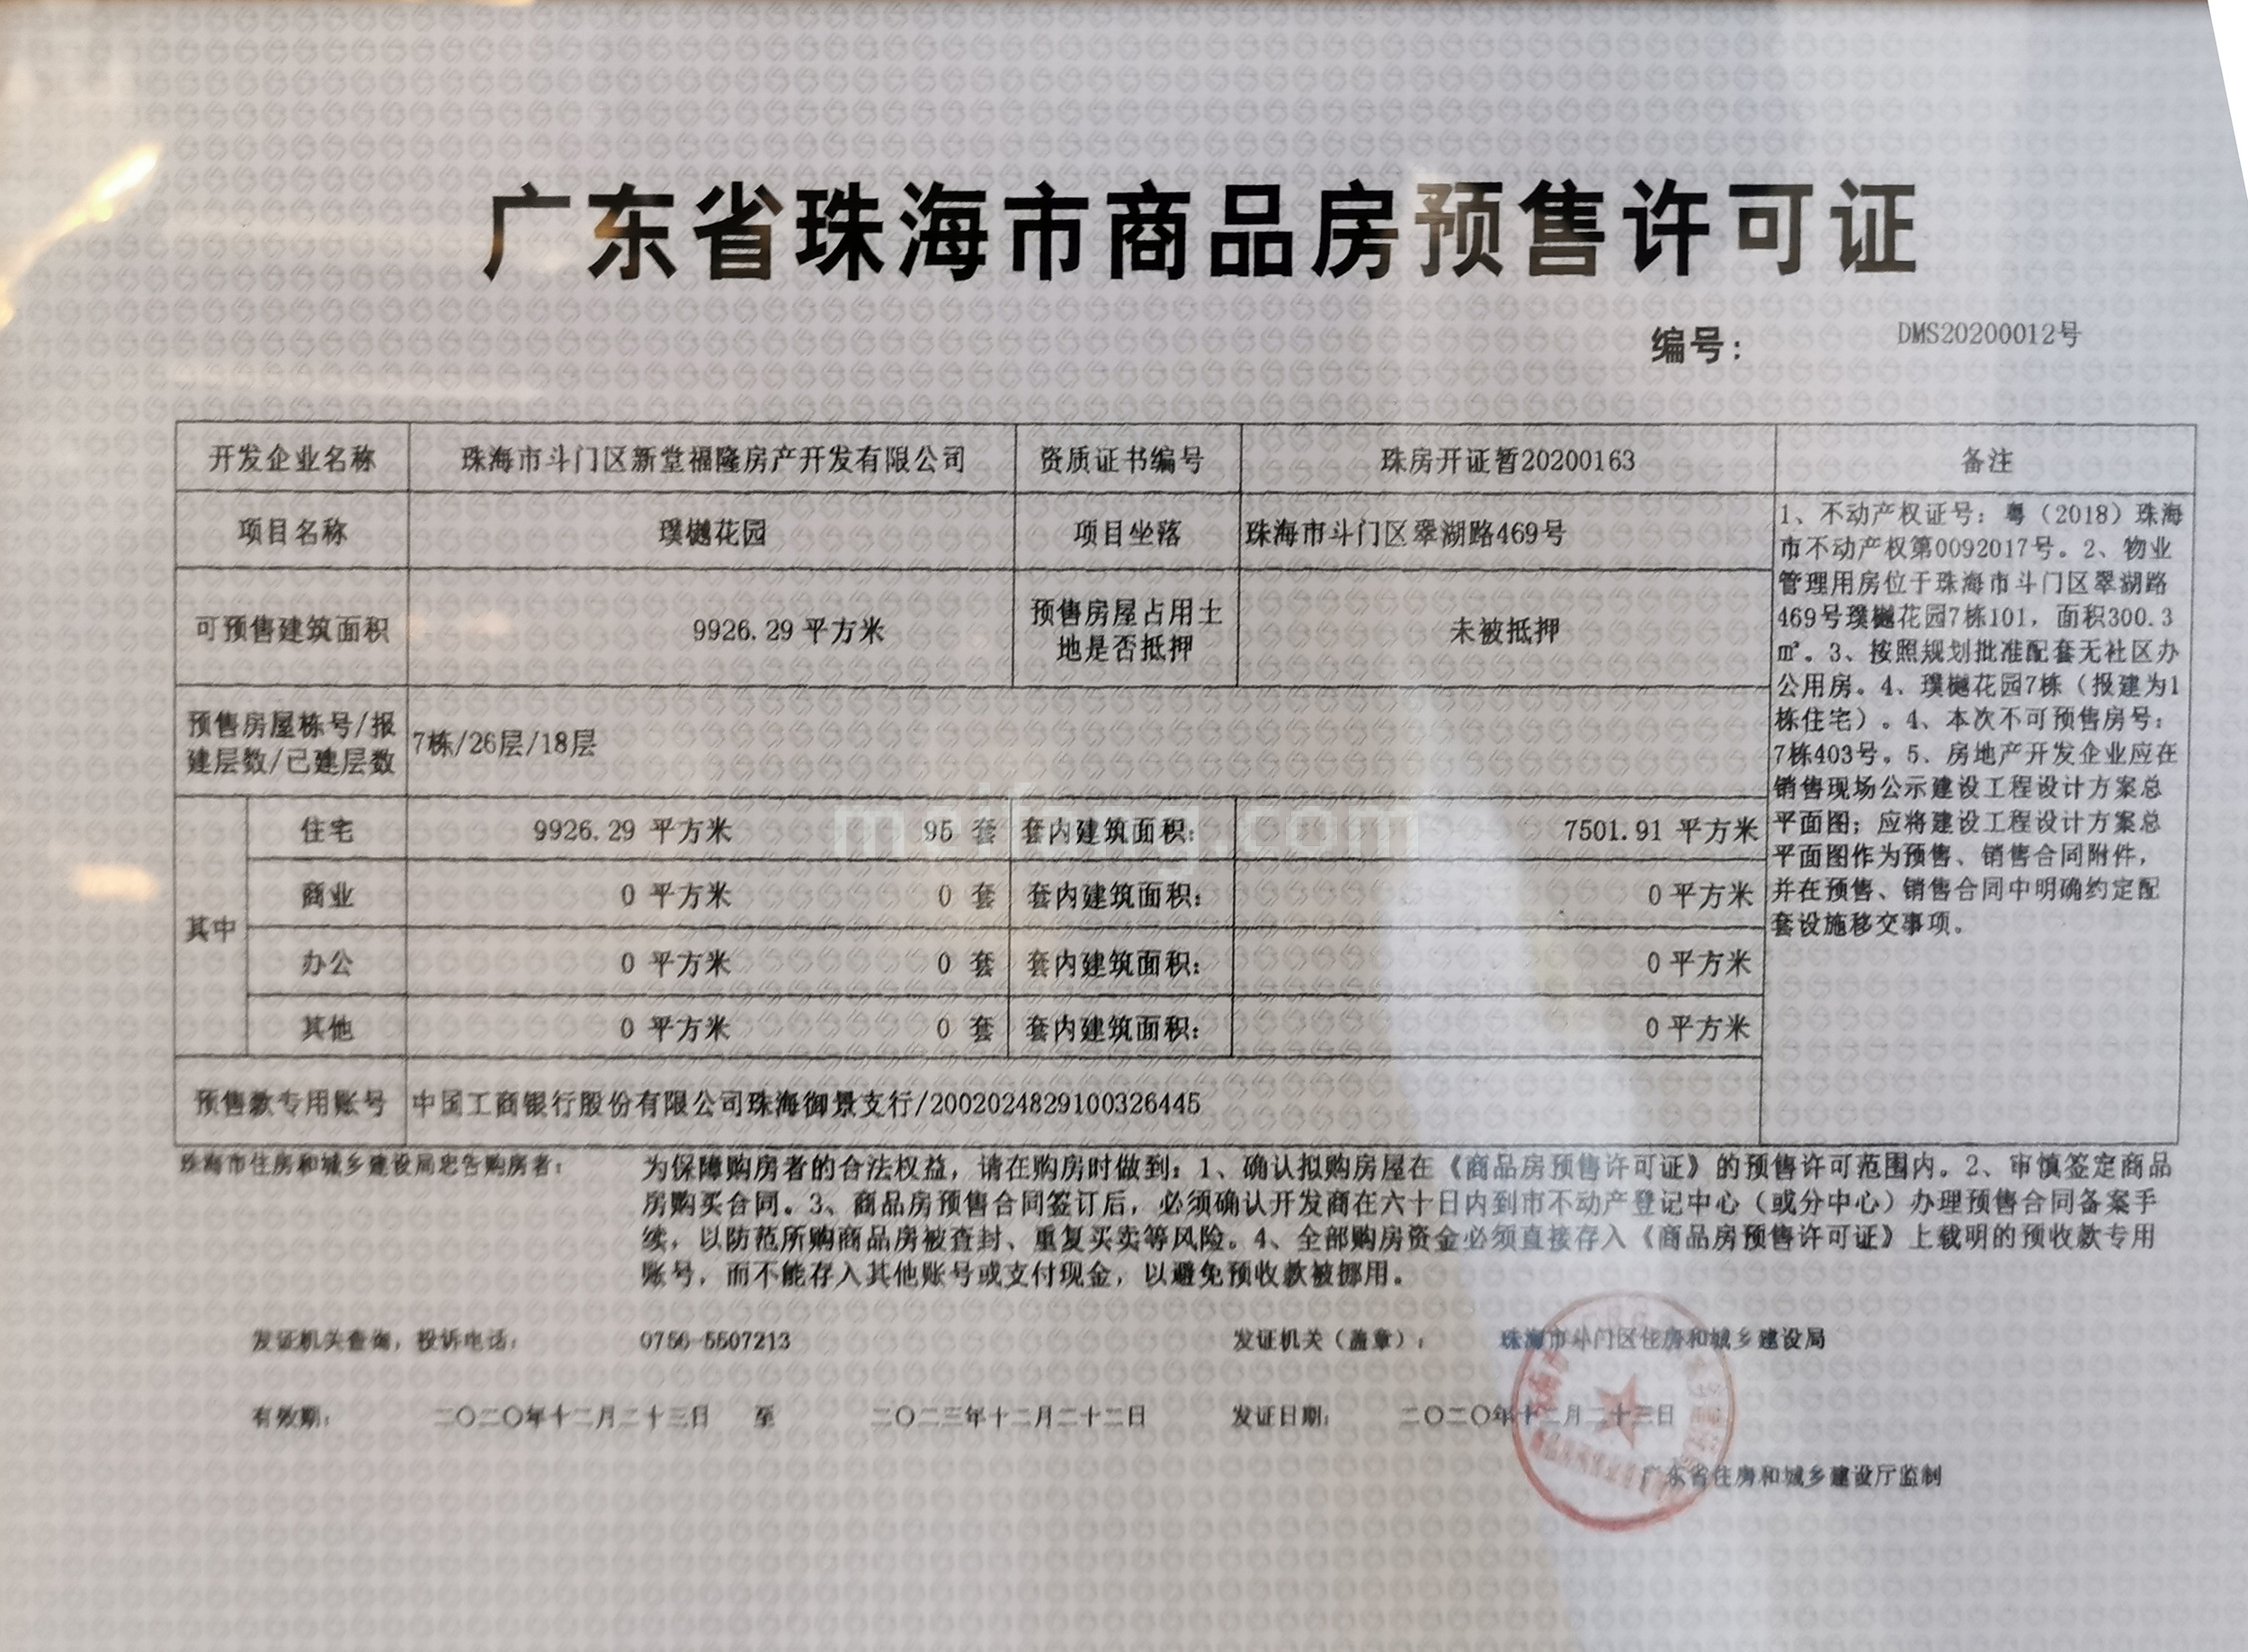 广东省珠海市商品房预售许可证
编号： DMS20200012号
开发企业名称 珠海市斗门区新堂福隆房产开发有限公司 资质证书编号 珠房开证暂20200163 备注
项目名称 璞樾花园 项目坐落 珠海市斗门区翠湖路469号
可预售建筑面积 9926.29 平方米 预售房屋占用土
地是否抵押 未被抵押
预售房屋栋号/报
建层数/已建层数 7栋/26层/18层
其中
住宅 9926.29 平方米 95 套 套内建筑面积： 7501.91 平方米
商业 0 平方米 0 套 套内建筑面积： 0 平方米
办公 0 平方米 0 套 套内建筑面积： 0 平方米
其他 0 平方米 0 套 套内建筑面积： 0 平方米
预售款专用账号 中国工商银行股份有限公司珠海御景支行/2002024829100326445
1、不动产权证号：粤（2018）珠海
市不动产权第0092017号。2、物业
管理用房位于珠海市斗门区翠湖路
469号璞樾花园7栋101，面积300.3
㎡。3、按照规划批准配套无社区办
公用房。4、璞樾花园7栋（报建为1
栋住宅）。4、本次不可预售房号：
7栋403号。5、房地产开发企业应在
销售现场公示建设工程设计方案总
平面图；应将建设工程设计方案总
平面图作为预售、销售合同附件，
并在预售、销售合同中明确约定配
套设施移交事项。
meifang.com
珠海市住房和城乡建设局忠告购房者： 为保障购房者的合法权益，请在购房时做到：1、确认拟购房屋在《商品房预售许可证》的预售许可范围内。2、审慎签定商品
房购买合同。3、商品房预售合同签订后，必须确认开发商在六十日内到市不动产登记中心（或分中心）办理预售合同备案手
续，以防范所购商品房被查封、重复买卖等风险。4、全部购房资金必须直接存入《商品房预售许可证》上载明的预收款专用
账号，而不能存入其他账号或支付现金，以避免预收款被挪用。
发证机关查询，投诉电话： 0756-5507213 发证机关（盖章）： 珠海市斗门区住房和城乡建设局
有效期： 二〇二〇年十二月二十三日 至 二〇二三年十二月二十二日 发证日期： 二〇二〇年十二月二十三日
广东省住房和城乡建设厅监制